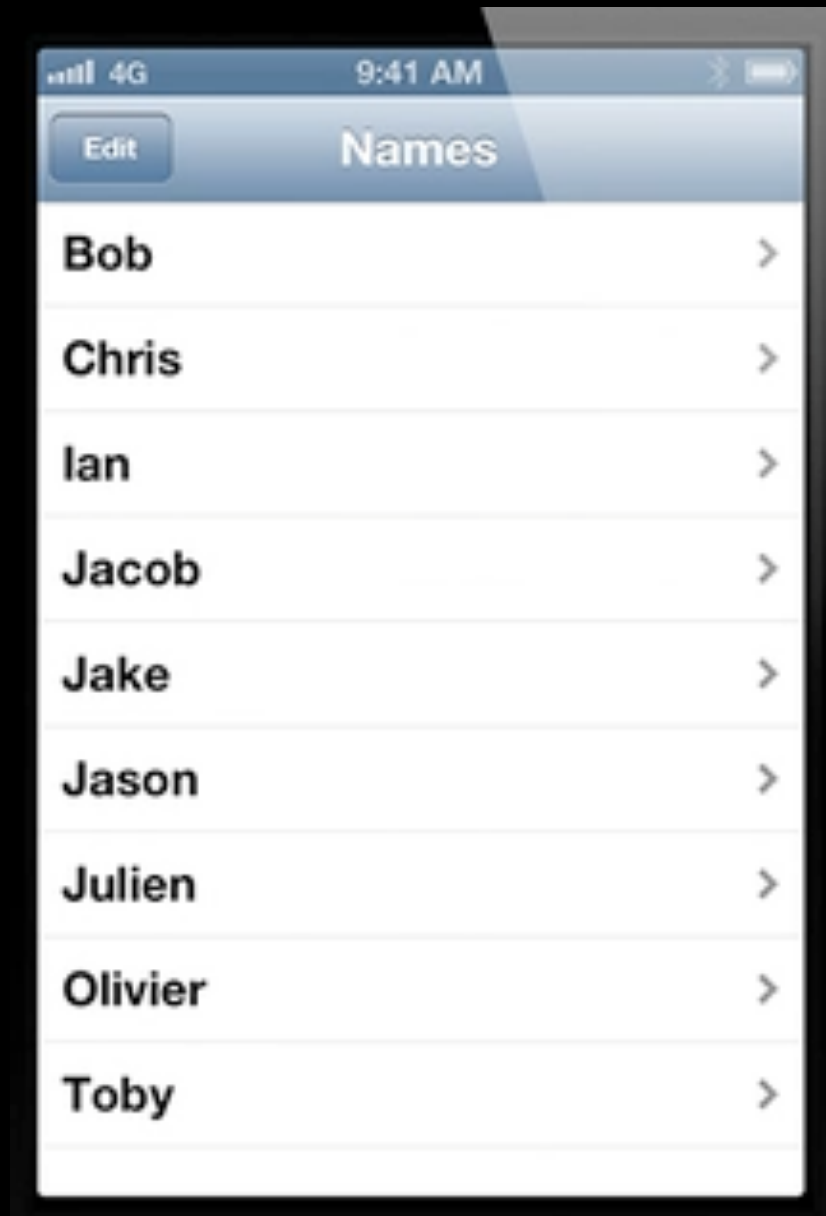 4G 9:41 AM
Edit Names
Bob
Chris
Ian
Jacob
Jake
Jason
Julien
Olivier
Toby